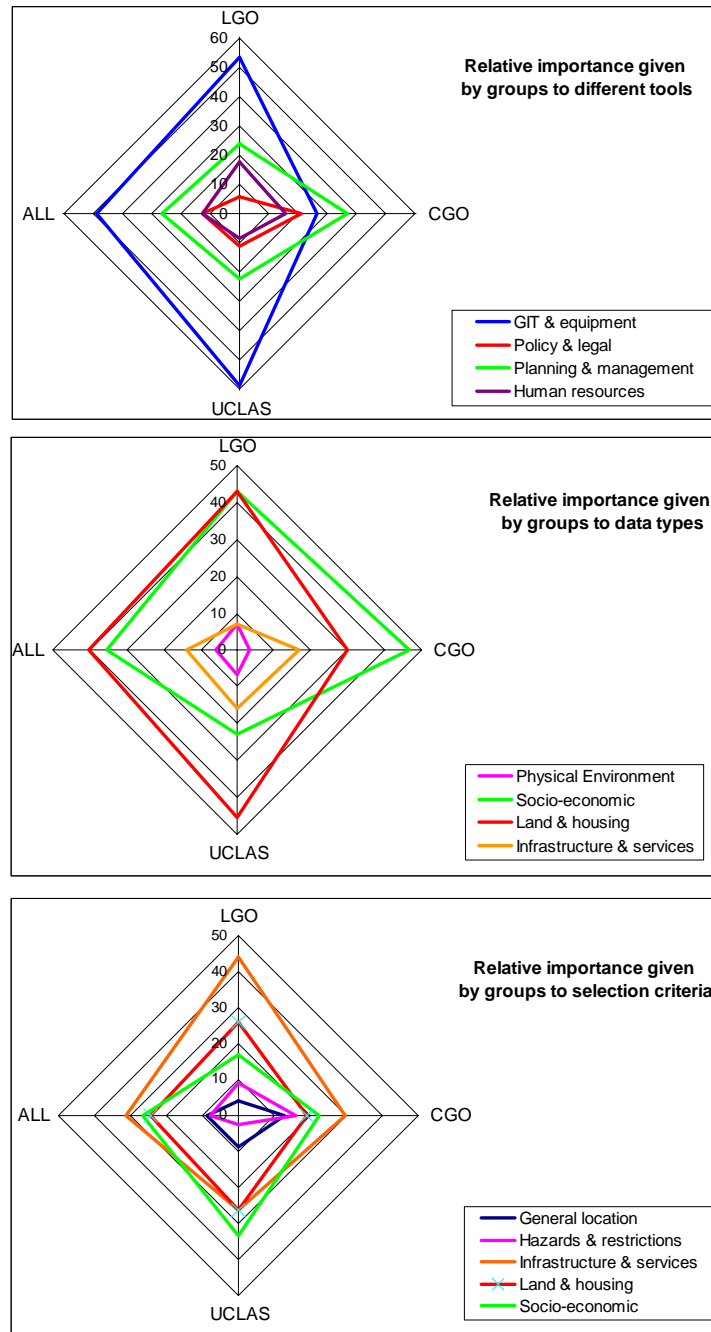 LGO
60
50
40
30
20
10
0
Relative importance given
by groups to different tools
ALL
CGO
UCLAS
GIT & equipment
Policy & legal
Planning & management
Human resources
LGO
50
40
30
20
10
0
Relative importance given
by groups to data types
ALL
CGO
UCLAS
Physical Environment
Socio-economic
Land & housing
Infrastructure & services
LGO
50
40
30
20
10
0
Relative importance given
by groups to selection criteria
ALL
CGO
UCLAS
General location
Hazards & restrictions
Infrastructure & services
Land & housing
Socio-economic